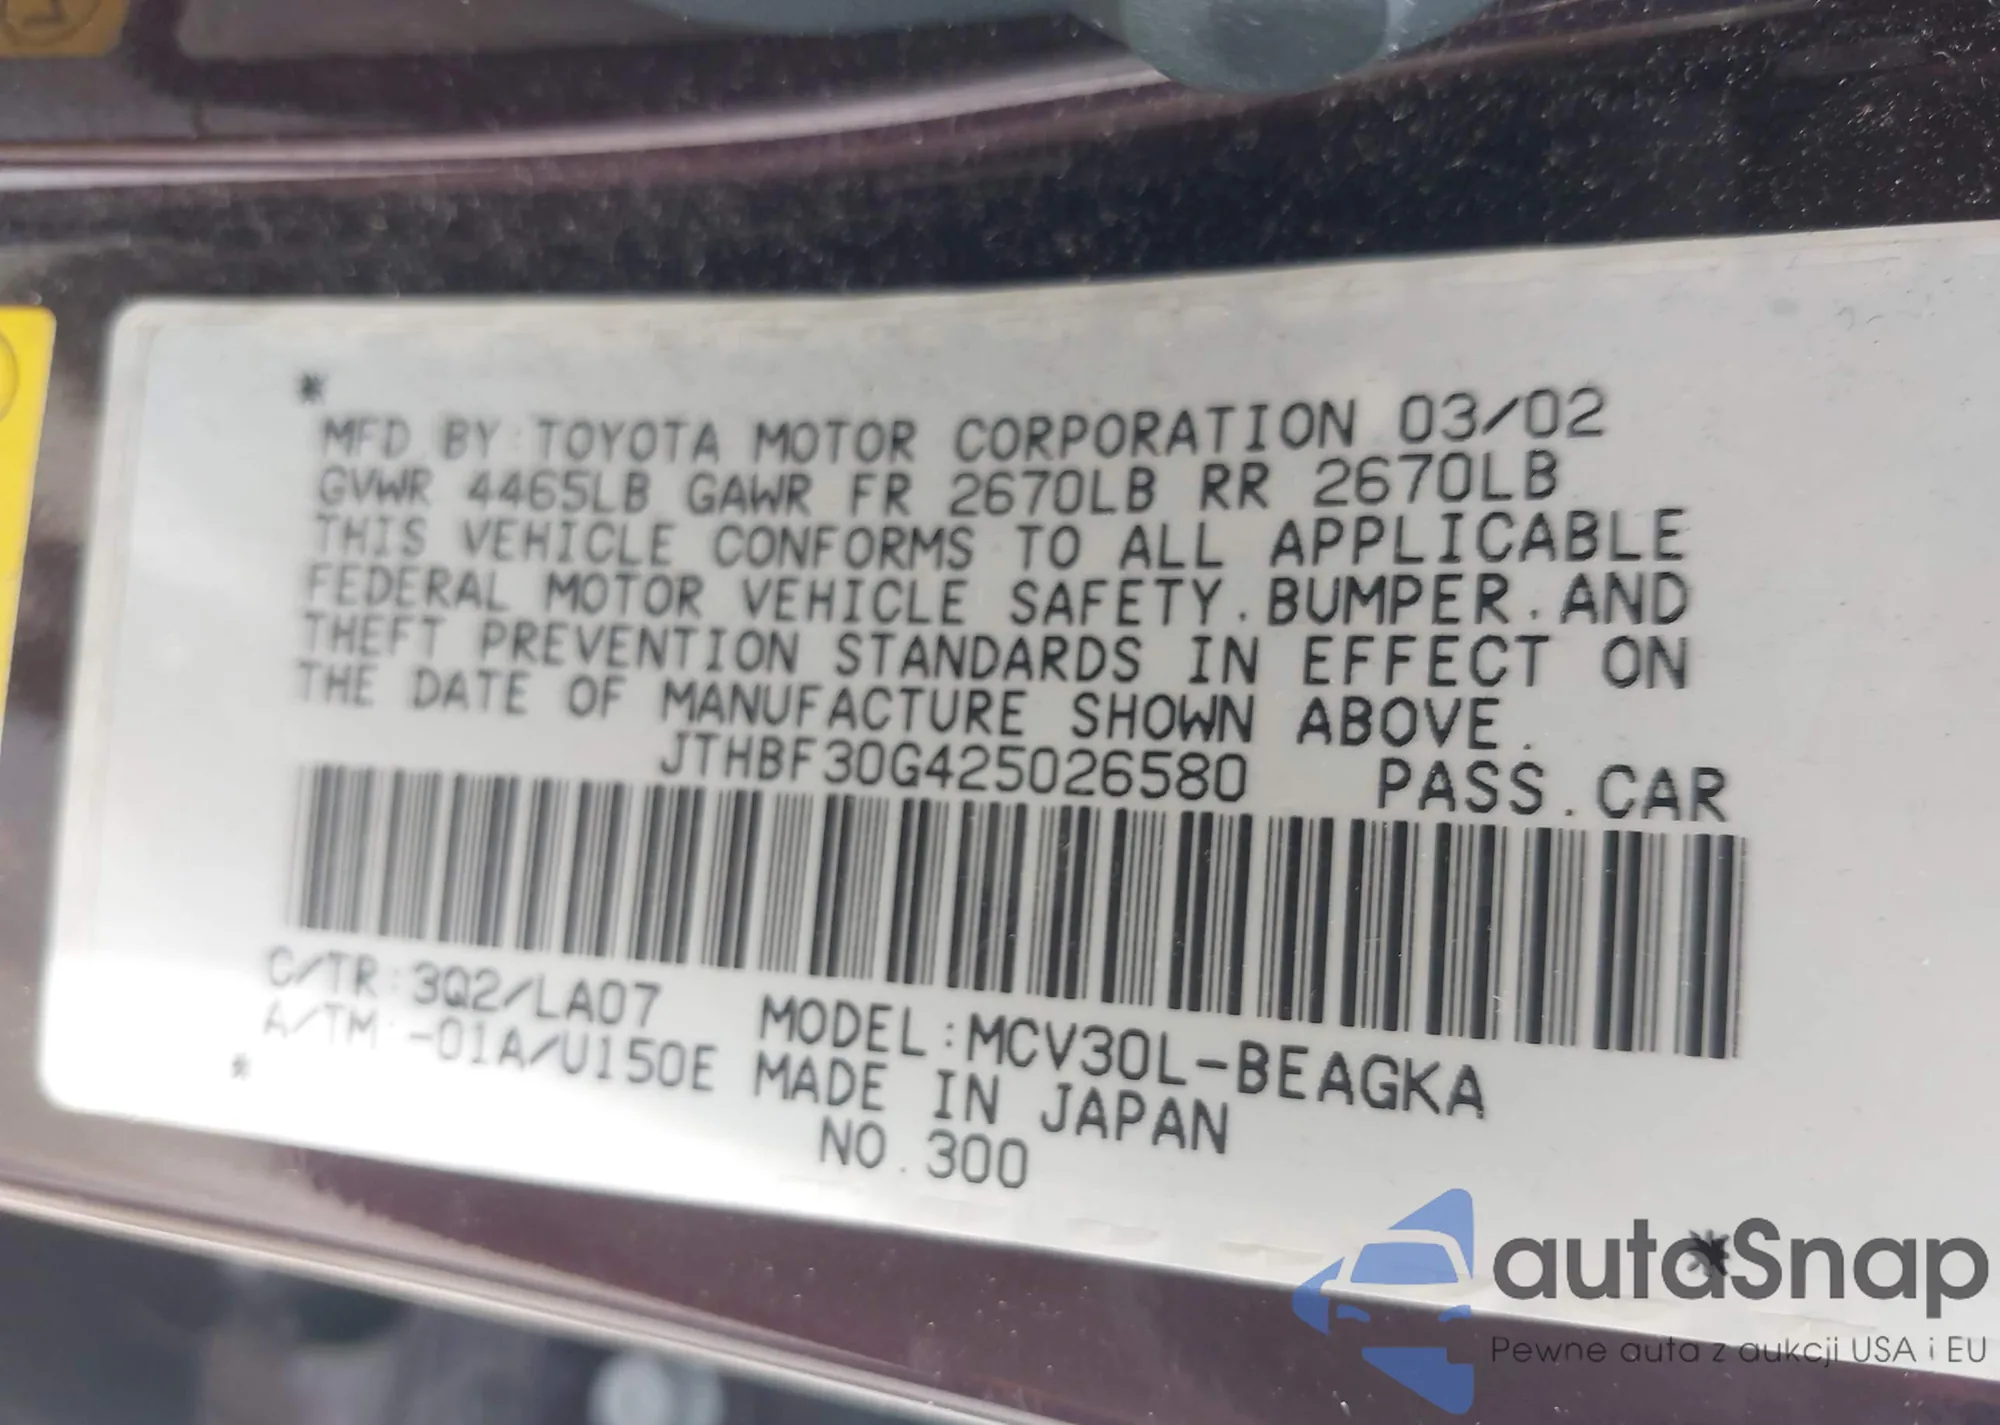 *
MFD BY:TOYOTA MOTOR CORPORATION 03/02
GVWR 4465LB GAWR FR 2670LB RR 2670LB
THIS VEHICLE CONFORMS TO ALL APPLICABLE
FEDERAL MOTOR VEHICLE SAFETY.BUMPER.AND
THEFT PREVENTION STANDARDS IN EFFECT ON
THE DATE OF MANUFACTURE SHOWN ABOVE.
JTHBF30G425026580 PASS.CAR
C/TR:3Q2/LA07 MODEL:MCV30L-BEAGKA
A/TM:-01A/U150E MADE IN JAPAN
* NO.300
*
autoSnap
Pewne auta z aukcji USA i EU